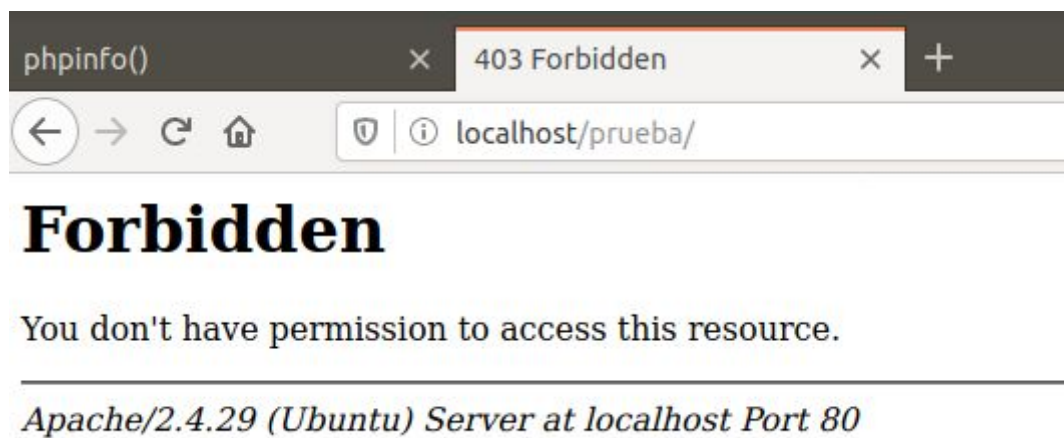 phpinfo()
403 Forbidden
localhost/prueba/
Forbidden
You don't have permission to access this resource.
Apache/2.4.29 (Ubuntu) Server at localhost Port 80